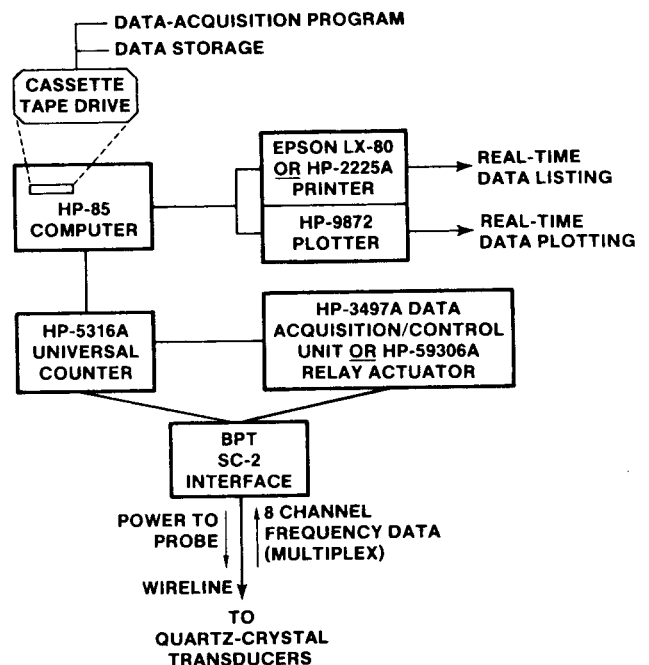 DATA-ACQUISITION PROGRAM
DATA STORAGE
CASSETTE
TAPE DRIVE
HP-85
COMPUTER
EPSON LX-80
OR HP-2225A
PRINTER
HP-9872
PLOTTER
REAL-TIME
DATA LISTING
REAL-TIME
DATA PLOTTING
HP-5316A
UNIVERSAL
COUNTER
HP-3497A DATA
ACQUISITION/CONTROL
UNIT OR HP-59306A
RELAY ACTUATOR
BPT
SC-2
INTERFACE
POWER TO
PROBE
8 CHANNEL
FREQUENCY DATA
(MULTIPLEX)
WIRELINE
TO
QUARTZ-CRYSTAL
TRANSDUCERS